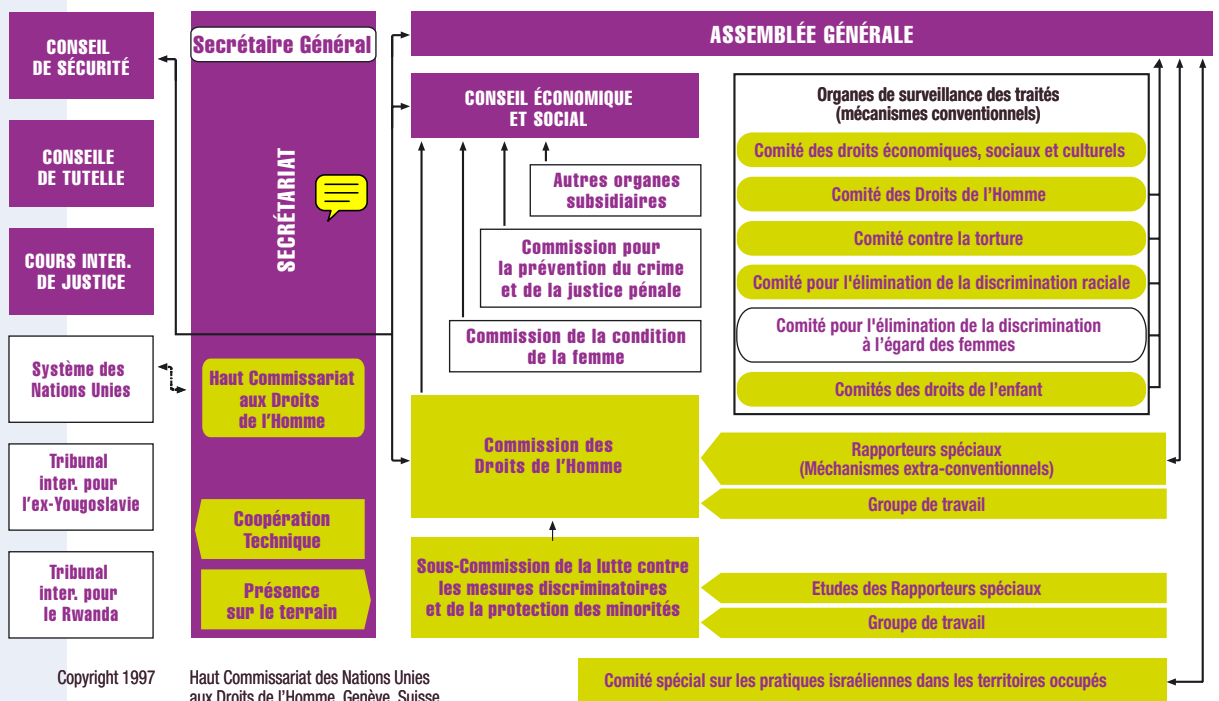 CONSEIL
DE SÉCURITÉ
CONSEILE
DE TUTELLE
COURS INTER.
DE JUSTICE
Système des
Nations Unies
Tribunal
inter. pour
l'ex-Yougoslavie
Tribunal
inter. pour
le Rwanda
Secrétaire Général
SECRÉTARIAT
Haut Commissariat
aux Droits
de l'Homme
Coopération
Technique
Présence
sur le terrain
ASSEMBLÉE GÉNÉRALE
CONSEIL ÉCONOMIQUE
ET SOCIAL
Autres organes
subsidiaires
Commission pour
la prévention du crime
et de la justice pénale
Commission de la condition
de la femme
Commission des
Droits de l'Homme
Sous-Commission de la lutte contre
les mesures discriminatoires
et de la protection des minorités
Organes de surveillance des traités
(mécanismes conventionnels)
Comité des droits économiques, sociaux et culturels
Comité des Droits de l'Homme
Comité contre la torture
Comité pour l'élimination de la discrimination raciale
Comité pour l'élimination de la discrimination
à l'égard des femmes
Comités des droits de l'enfant
Rapporteurs spéciaux
(Méchanismes extra-conventionnels)
Groupe de travail
Etudes des Rapporteurs spéciaux
Groupe de travail
Comité spécial sur les pratiques israéliennes dans les territoires occupés
Copyright 1997
Haut Commissariat des Nations Unies
aux Droits de l'Homme, Genève, Suisse